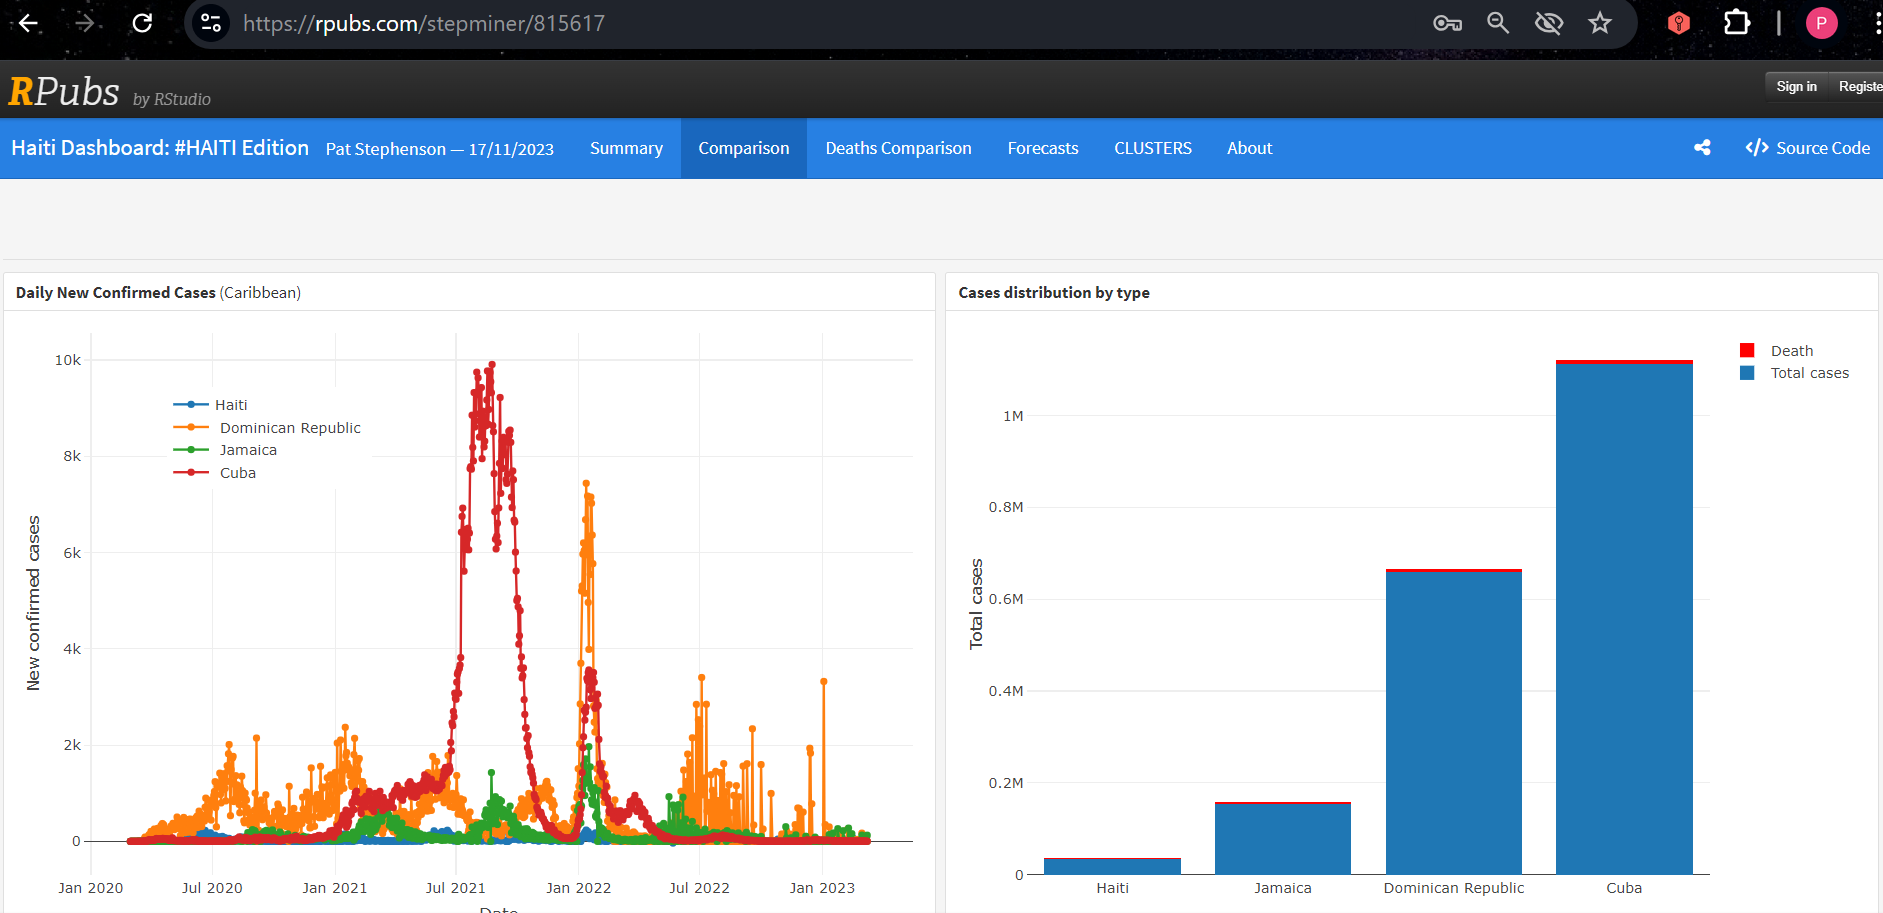 https://rpubs.com/stepminer/815617
P
RPubs by RStudio
Sign in
Registe
Haiti Dashboard: #HAITI Edition
Pat Stephenson — 17/11/2023
Summary
Comparison
Deaths Comparison
Forecasts
CLUSTERS
About
</> Source Code
Daily New Confirmed Cases (Caribbean)
10k
8k
6k
4k
2k
0
New confirmed cases
Haiti
Dominican Republic
Jamaica
Cuba
Jan 2020
Jul 2020
Jan 2021
Jul 2021
Jan 2022
Jul 2022
Jan 2023
Date
Cases distribution by type
Death
Total cases
1M
0.8M
0.6M
0.4M
0.2M
0
Total cases
Haiti
Jamaica
Dominican Republic
Cuba